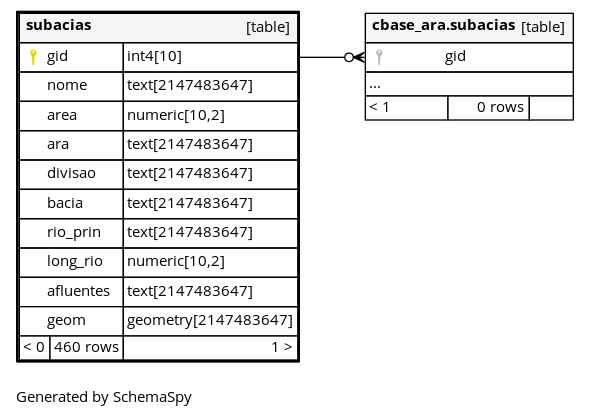 subacias [table]
gid int4[10]
nome text[2147483647]
area numeric[10,2]
ara text[2147483647]
divisao text[2147483647]
bacia text[2147483647]
rio_prin text[2147483647]
long_rio numeric[10,2]
afluentes text[2147483647]
geom geometry[2147483647]
< 0 460 rows 1 >
cbase_ara.subacias [table]
gid
...
< 1 0 rows
Generated by SchemaSpy